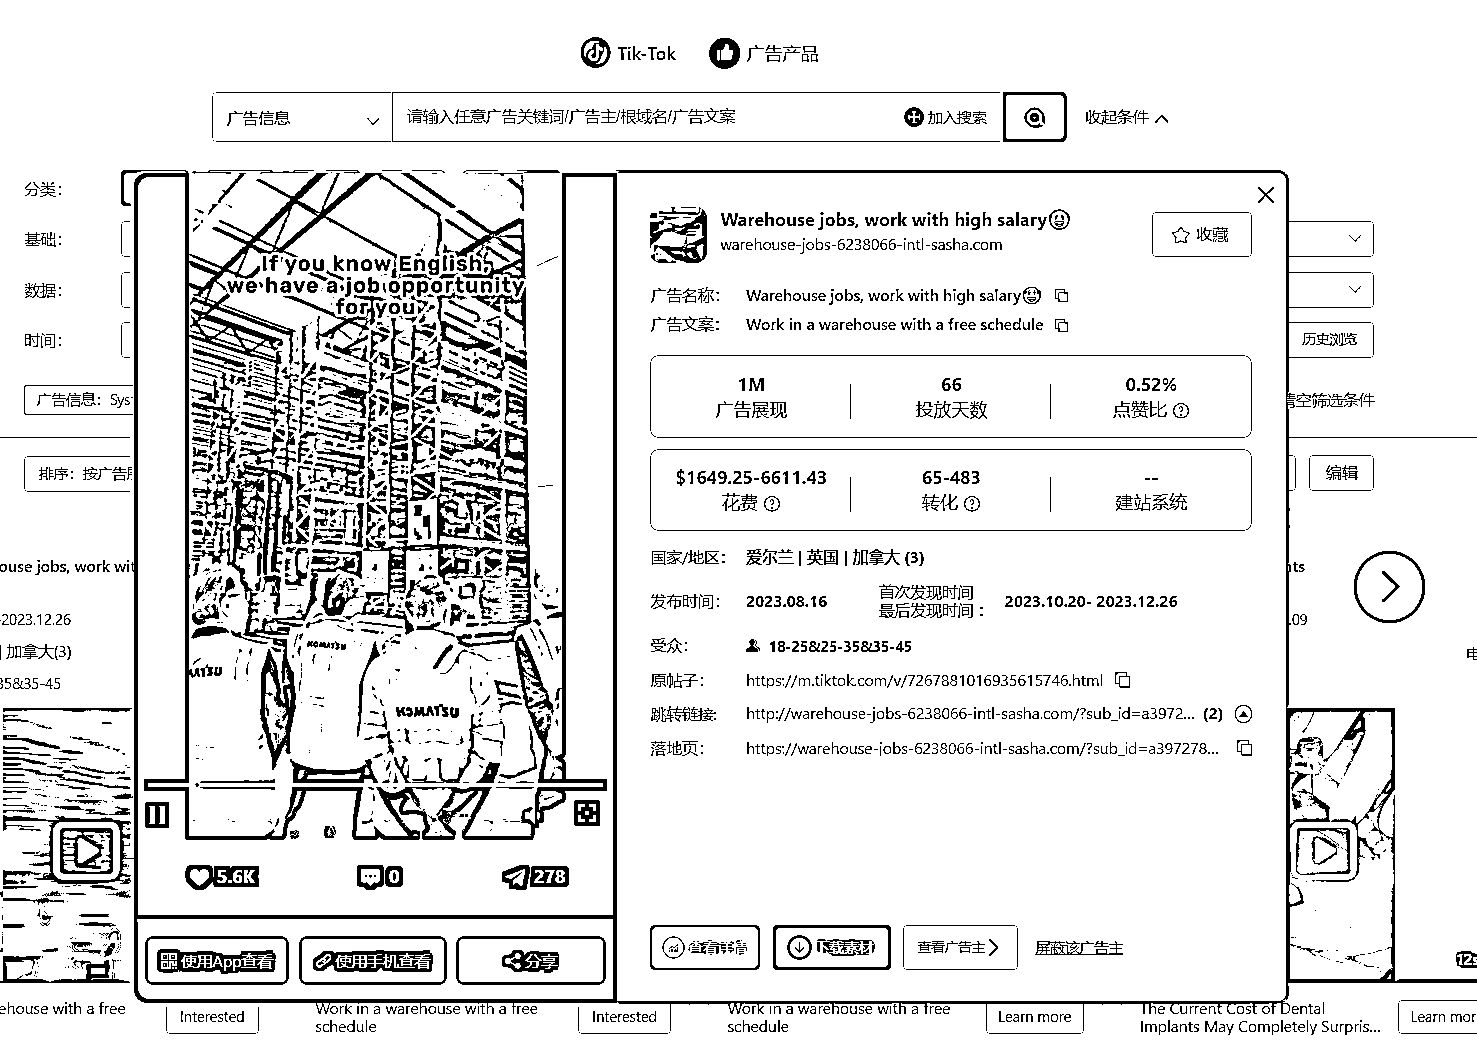 Tik-Tok
广告产品
广告信息
请输入任意广告关键词/广告主/根域名/广告文案
加入搜索
收起条件
分类：
基础：
数据：
时间：
历史浏览
广告信息：Sys
清空筛选条件
排序：按广告
编辑
ouse jobs, work wit
nts
-2023.12.26
.09
| 加拿大(3)
35&35-45
If you know English,
we have a job opportunity
for you
KOMATSU
KOMATSU
5.6K
0
278
使用App查看
使用手机查看
分享
Warehouse jobs, work with high salary😃
warehouse-jobs-6238066-intl-sasha.com
收藏
广告名称： Warehouse jobs, work with high salary😃
广告文案： Work in a warehouse with a free schedule
1M
广告展现
66
投放天数
0.52%
点赞比
$1649.25-6611.43
花费
65-483
转化
--
建站系统
国家/地区： 爱尔兰 | 英国 | 加拿大 (3)
发布时间： 2023.08.16
首次发现时间
最后发现时间：
2023.10.20- 2023.12.26
受众： 18-25&25-35&35-45
原帖子： https://m.tiktok.com/v/7267881016935615746.html
跳转链接： http://warehouse-jobs-6238066-intl-sasha.com/?sub_id=a3972... (2)
落地页： https://warehouse-jobs-6238066-intl-sasha.com/?sub_id=a397278...
查看详情
下载素材
查看广告主
屏蔽该广告主
ehouse with a free
Interested
Work in a warehouse with a free
schedule
Interested
Work in a warehouse with a free
schedule
Learn more
The Current Cost of Dental
Implants May Completely Surpris...
Learn mor